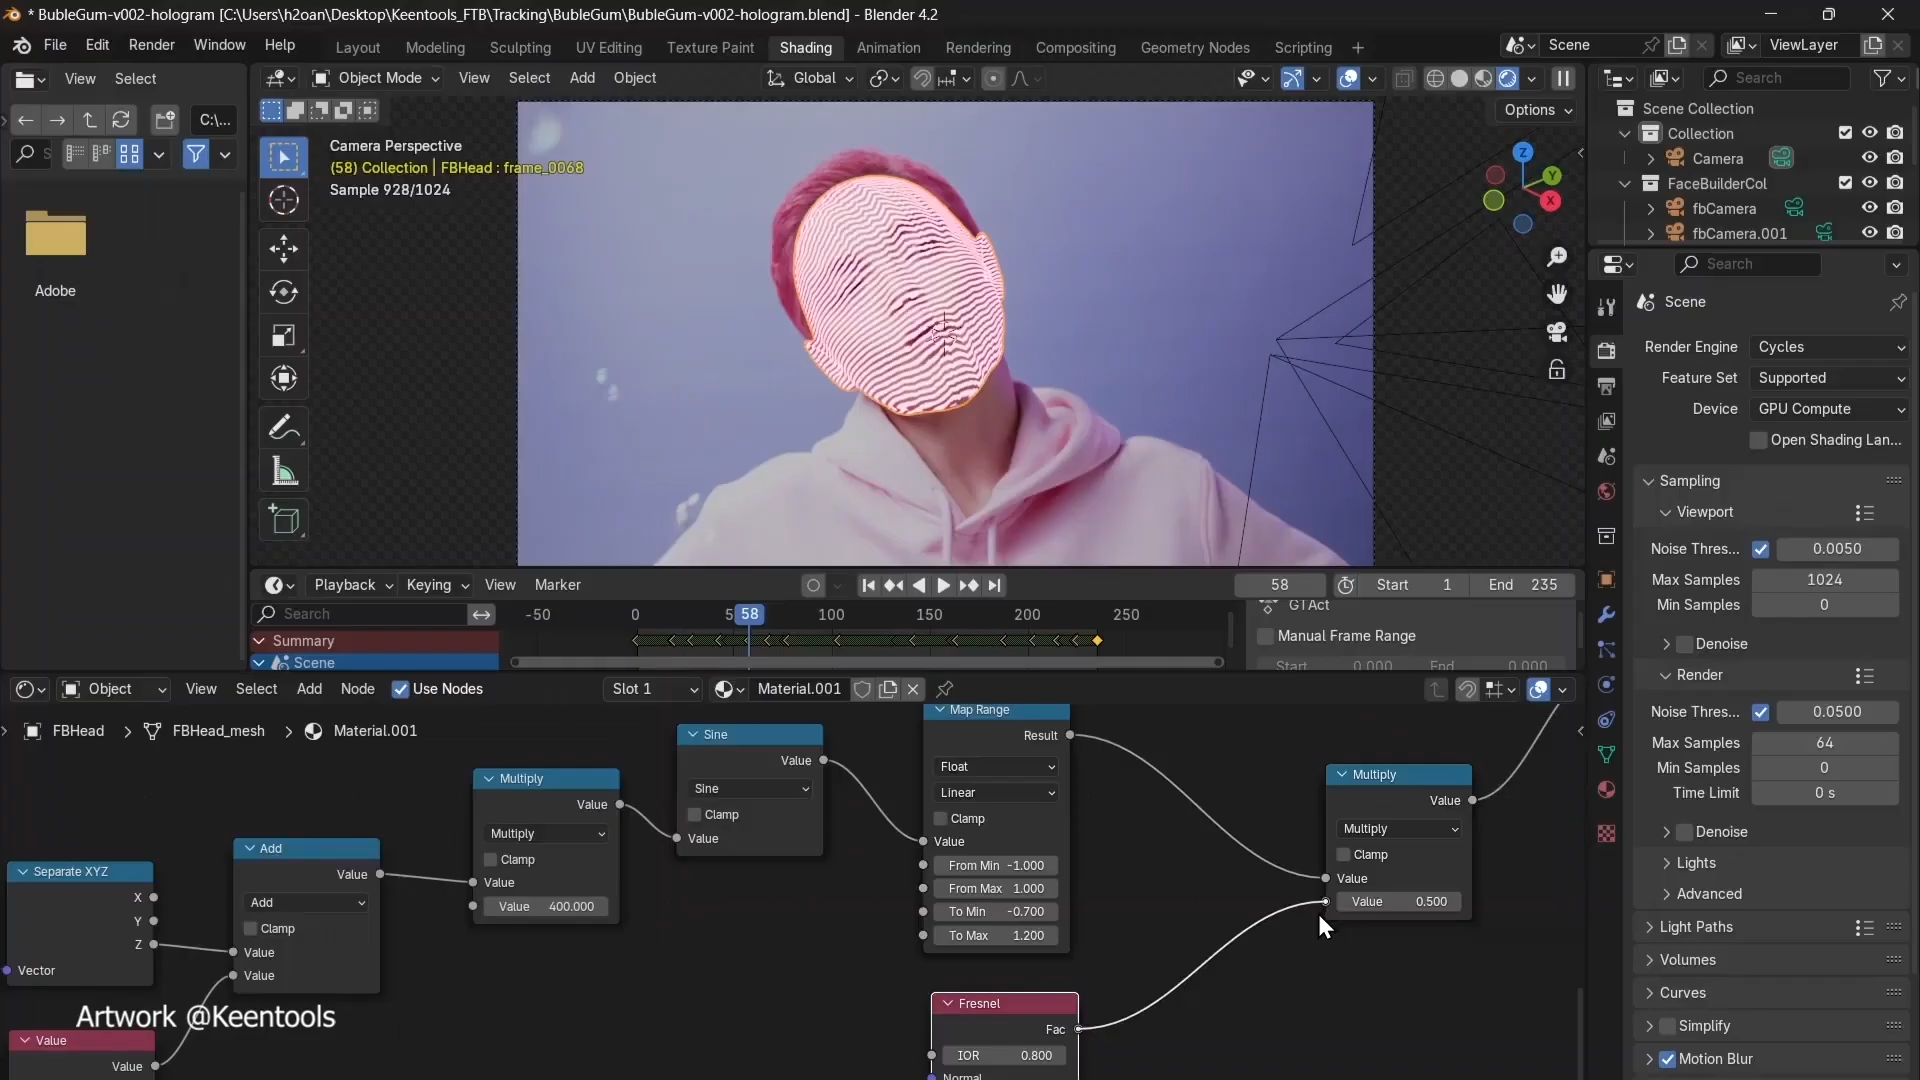 * BubleGum-v002-hologram [C:\Users\h2oan\Desktop\Keentools_FTB\Tracking\BubleGum\BubleGum-v002-hologram.blend] - Blender 4.2
File Edit Render Window Help
Layout Modeling Sculpting UV Editing Texture Paint Shading Animation Rendering Compositing Geometry Nodes Scripting +
Scene
ViewLayer
View Select
Object Mode View Select Add Object
Global
Search
C:\...
S
Adobe
Options
Camera Perspective
(58) Collection | FBHead : frame_0068
Sample 928/1024
Z
Y
X
Scene Collection
Collection
Camera
FaceBuilderCol
fbCamera
fbCamera.001
Search
Scene
Render Engine Cycles
Feature Set Supported
Device GPU Compute
Open Shading Lan...
Sampling
Viewport
Noise Thres... 0.0050
Max Samples 1024
Min Samples 0
Denoise
Render
Noise Thres... 0.0500
Max Samples 64
Min Samples 0
Time Limit 0 s
Denoise
Lights
Advanced
Light Paths
Volumes
Curves
Simplify
Motion Blur
Playback Keying View Marker
58 Start 1 End 235
Search
-50 0 5 58 100 150 200 250
Summary
Scene
GTAct
Manual Frame Range
Start 0.000 End 0.000
Object View Select Add Node Use Nodes
Slot 1
Material.001
FBHead > FBHead_mesh > Material.001
Separate XYZ
X
Y
Z
Vector
Value
Value
Add
Value
Add
Clamp
Value
Value
Multiply
Value
Multiply
Clamp
Value
Value 400.000
Sine
Value
Sine
Clamp
Value
Map Range
Result
Float
Linear
Clamp
Value
From Min -1.000
From Max 1.000
To Min -0.700
To Max 1.200
Fresnel
Fac
IOR 0.800
Normal
Multiply
Value
Multiply
Clamp
Value
Value 0.500
Artwork @Keentools